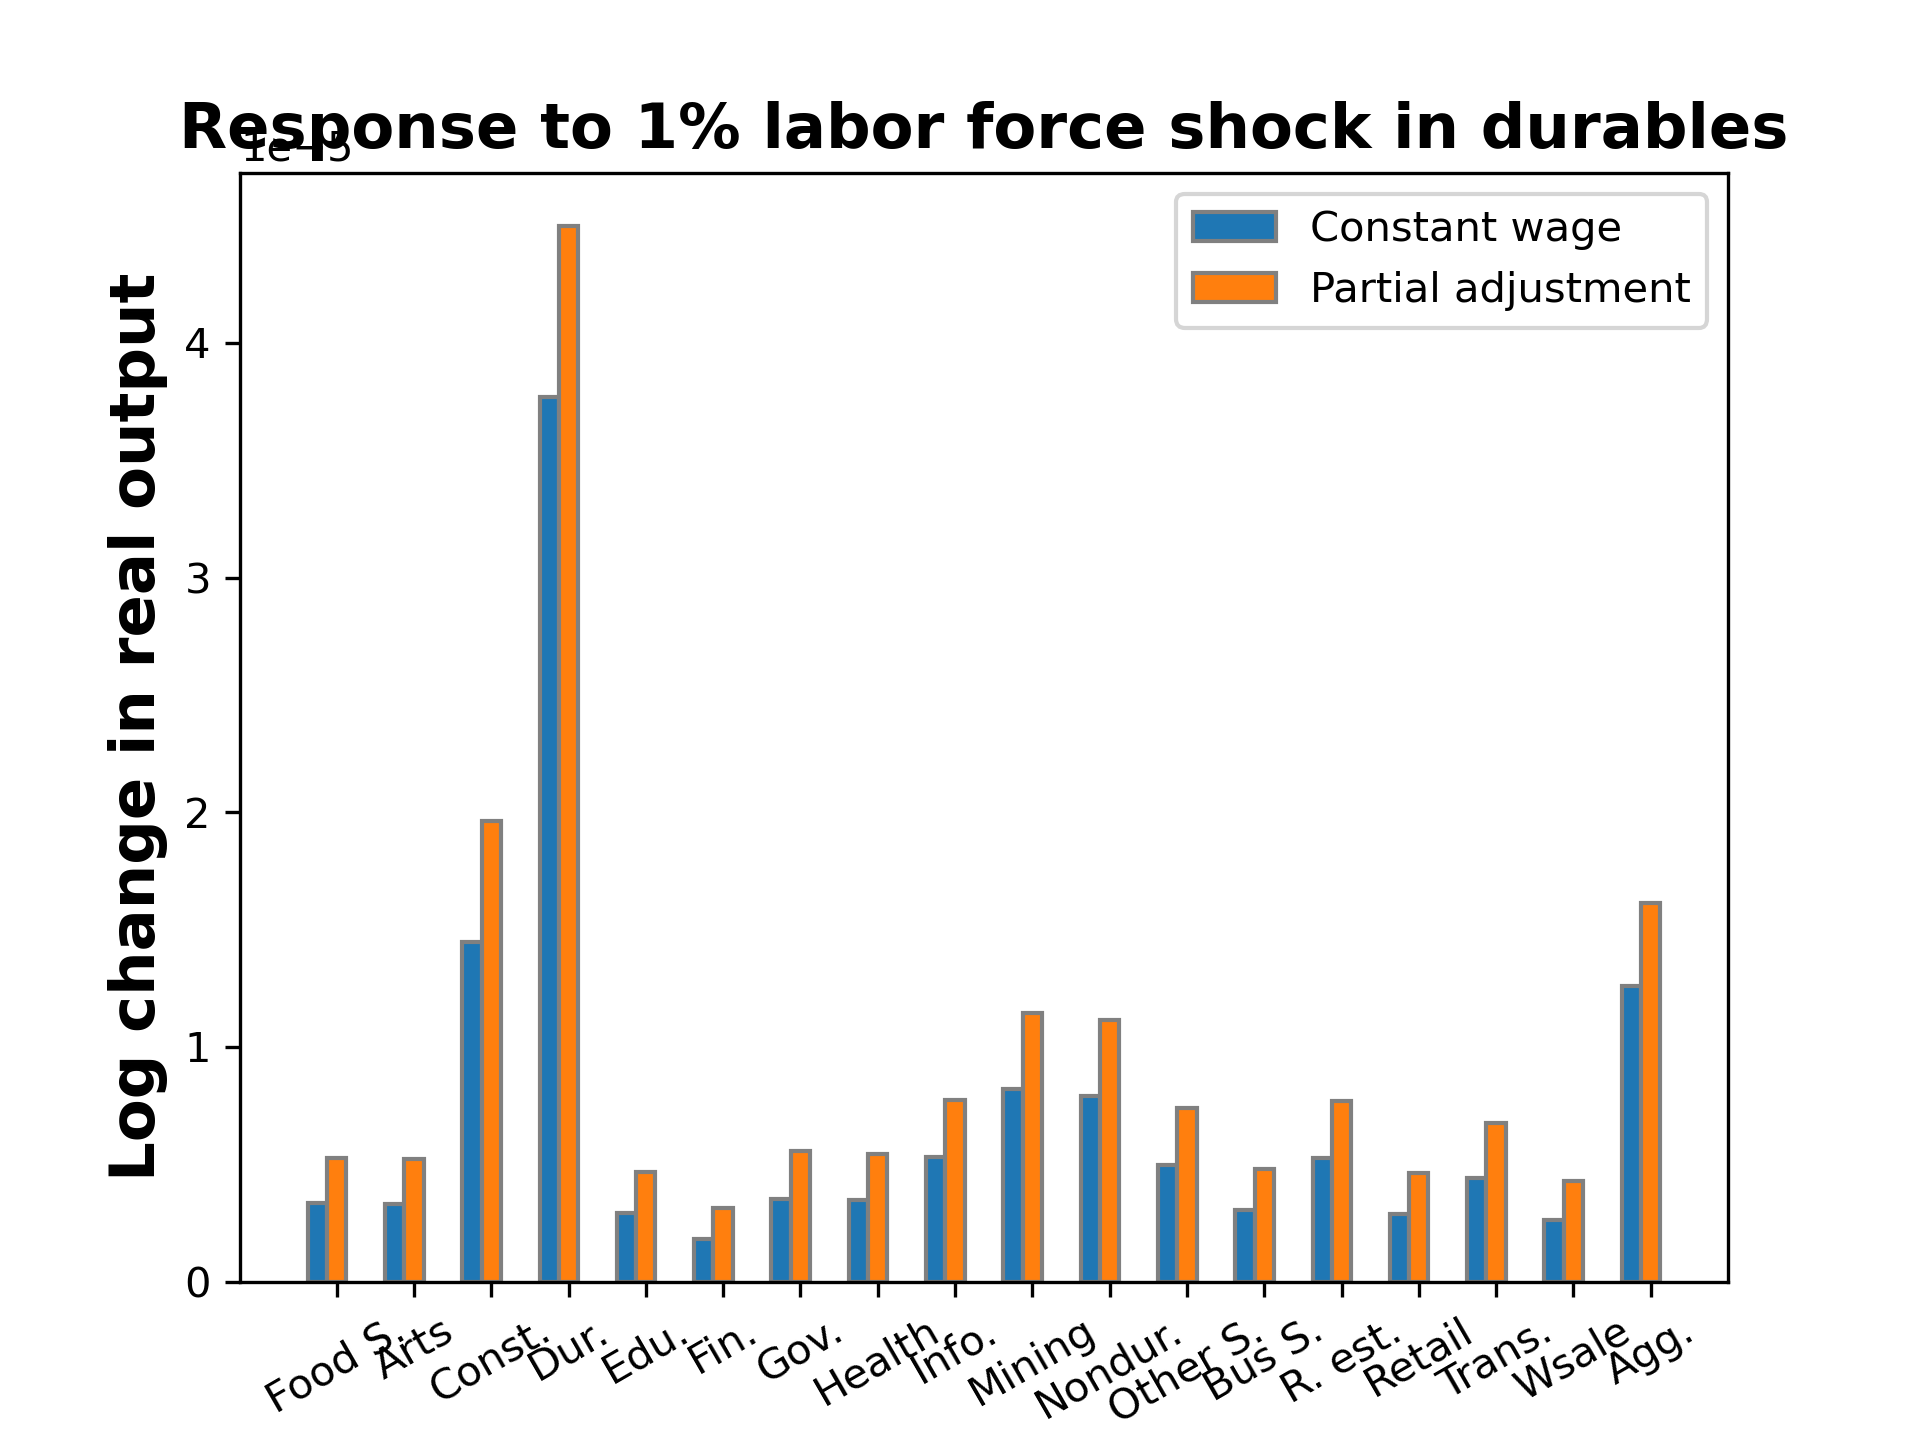 Response to 1% labor force shock in durables
1e−5
Constant wage
Partial adjustment
Log change in real output
4
3
2
1
0
Food S.
Arts
Const.
Dur.
Edu.
Fin.
Gov.
Health
Info.
Mining
Nondur.
Other S.
Bus S.
R. est.
Retail
Trans.
Wsale
Agg.